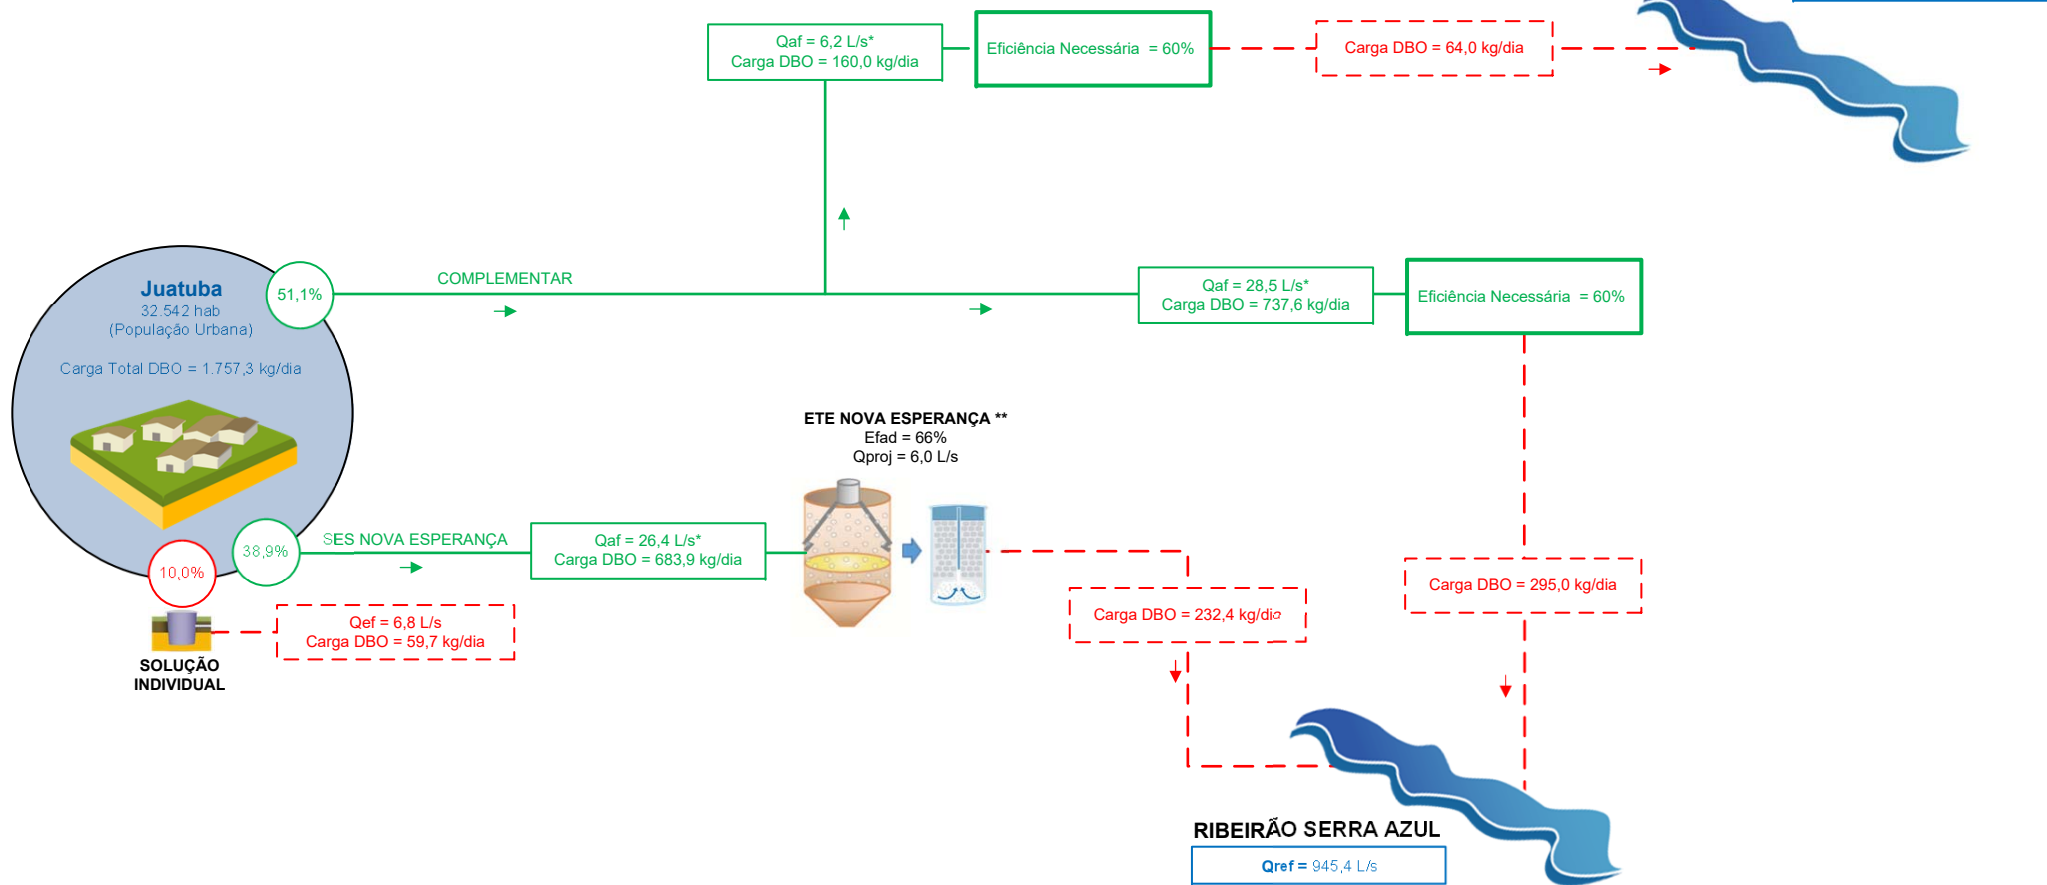 Qaf = 6,2 L/s*
Carga DBO = 160,0 kg/dia
Eficiência Necessária = 60%
Carga DBO = 64,0 kg/dia
Juatuba
32.542 hab
(População Urbana)
Carga Total DBO = 1.757,3 kg/dia
51,1%
COMPLEMENTAR
Qaf = 28,5 L/s*
Carga DBO = 737,6 kg/dia
Eficiência Necessária = 60%
ETE NOVA ESPERANÇA **
Efad = 66%
Qproj = 6,0 L/s
38,9%
SES NOVA ESPERANÇA
Qaf = 26,4 L/s*
Carga DBO = 683,9 kg/dia
10,0%
Qef = 6,8 L/s
Carga DBO = 59,7 kg/dia
SOLUÇÃO
INDIVIDUAL
Carga DBO = 232,4 kg/dia
Carga DBO = 295,0 kg/dia
RIBEIRÃO SERRA AZUL
Qref = 945,4 L/s